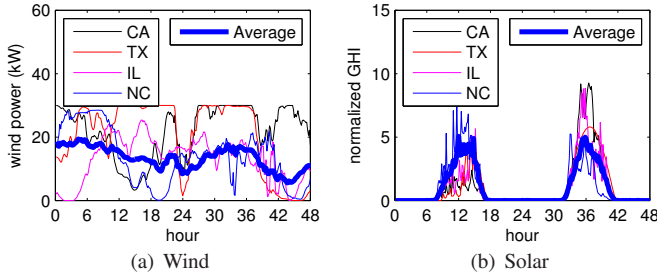 60
40
20
0
wind power (kW)
CA
TX
IL
NC
Average
0 6 12 18 24 30 36 42 48
hour
(a) Wind
15
10
5
0
normalized GHI
CA
TX
IL
NC
Average
0 6 12 18 24 30 36 42 48
hour
(b) Solar